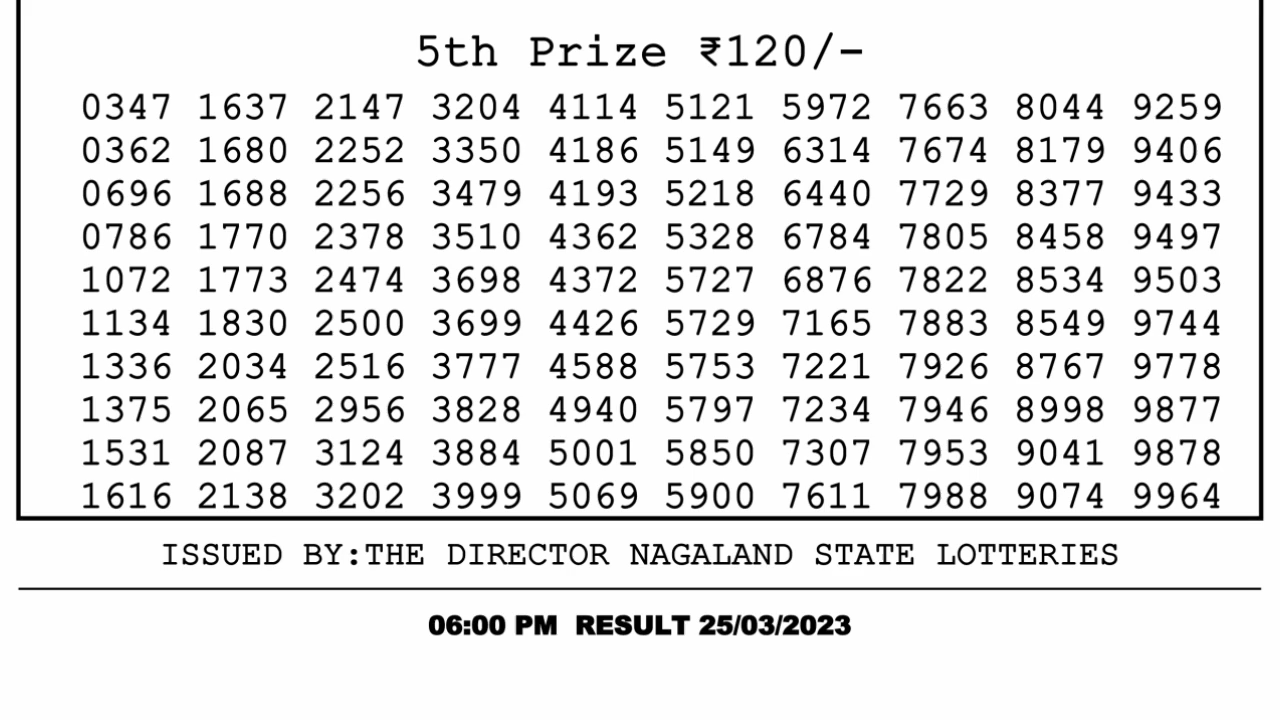 5th Prize ₹120/-
0347 1637 2147 3204 4114 5121 5972 7663 8044 9259
0362 1680 2252 3350 4186 5149 6314 7674 8179 9406
0696 1688 2256 3479 4193 5218 6440 7729 8377 9433
0786 1770 2378 3510 4362 5328 6784 7805 8458 9497
1072 1773 2474 3698 4372 5727 6876 7822 8534 9503
1134 1830 2500 3699 4426 5729 7165 7883 8549 9744
1336 2034 2516 3777 4588 5753 7221 7926 8767 9778
1375 2065 2956 3828 4940 5797 7234 7946 8998 9877
1531 2087 3124 3884 5001 5850 7307 7953 9041 9878
1616 2138 3202 3999 5069 5900 7611 7988 9074 9964
ISSUED BY:THE DIRECTOR NAGALAND STATE LOTTERIES
06:00 PM RESULT 25/03/2023